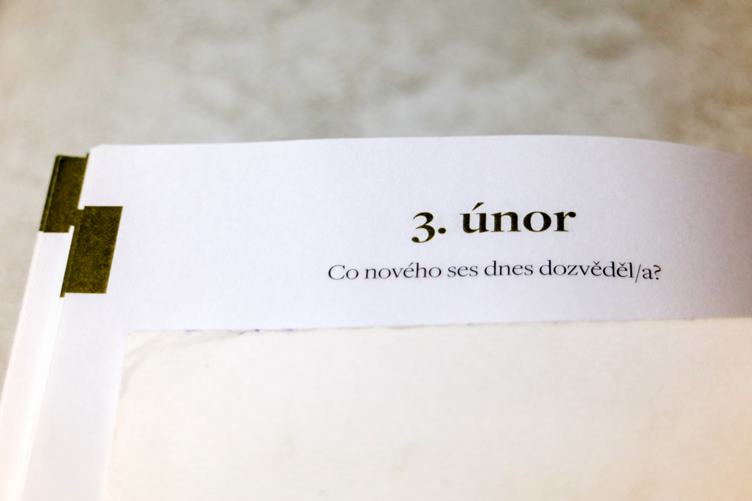 3. únor
Co nového ses dnes dozvěděl/a?